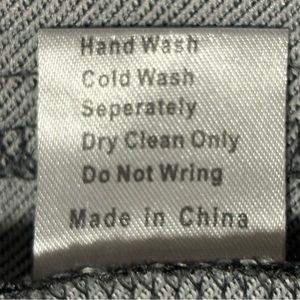 Hand Wash
Cold Wash
Seperately
Dry Clean Only
Do Not Wring
Made in China